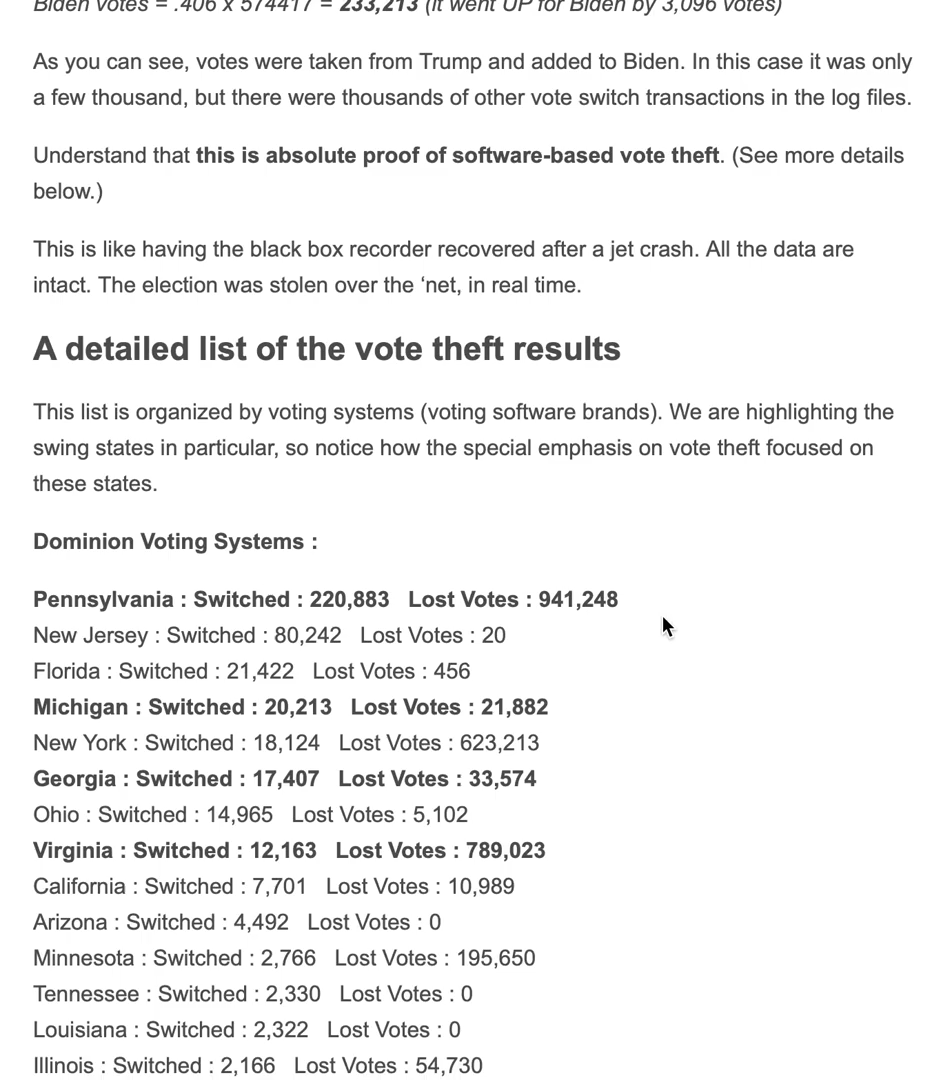 Biden votes = .406 x 574417 = 233,213 (it went UP for Biden by 3,096 votes)
As you can see, votes were taken from Trump and added to Biden. In this case it was only
a few thousand, but there were thousands of other vote switch transactions in the log files.
Understand that this is absolute proof of software-based vote theft. (See more details
below.)
This is like having the black box recorder recovered after a jet crash. All the data are
intact. The election was stolen over the ‘net, in real time.
A detailed list of the vote theft results
This list is organized by voting systems (voting software brands). We are highlighting the
swing states in particular, so notice how the special emphasis on vote theft focused on
these states.
Dominion Voting Systems :
Pennsylvania : Switched : 220,883 Lost Votes : 941,248
New Jersey : Switched : 80,242 Lost Votes : 20
Florida : Switched : 21,422 Lost Votes : 456
Michigan : Switched : 20,213 Lost Votes : 21,882
New York : Switched : 18,124 Lost Votes : 623,213
Georgia : Switched : 17,407 Lost Votes : 33,574
Ohio : Switched : 14,965 Lost Votes : 5,102
Virginia : Switched : 12,163 Lost Votes : 789,023
California : Switched : 7,701 Lost Votes : 10,989
Arizona : Switched : 4,492 Lost Votes : 0
Minnesota : Switched : 2,766 Lost Votes : 195,650
Tennessee : Switched : 2,330 Lost Votes : 0
Louisiana : Switched : 2,322 Lost Votes : 0
Illinois : Switched : 2,166 Lost Votes : 54,730